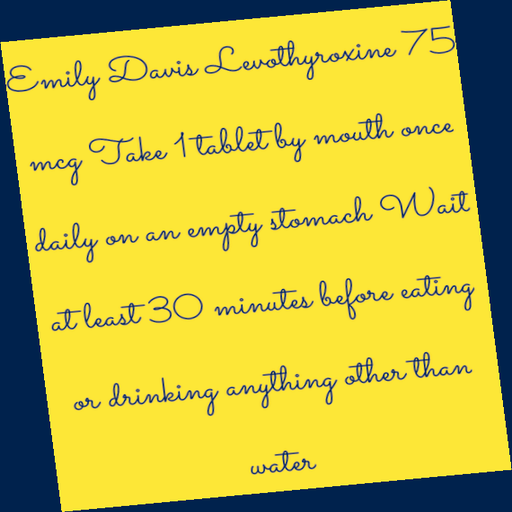 Emily Davis Levothyroxine 75
mcg Take 1 tablet by mouth once
daily on an empty stomach Wait
at least 30 minutes before eating
or drinking anything other than
water